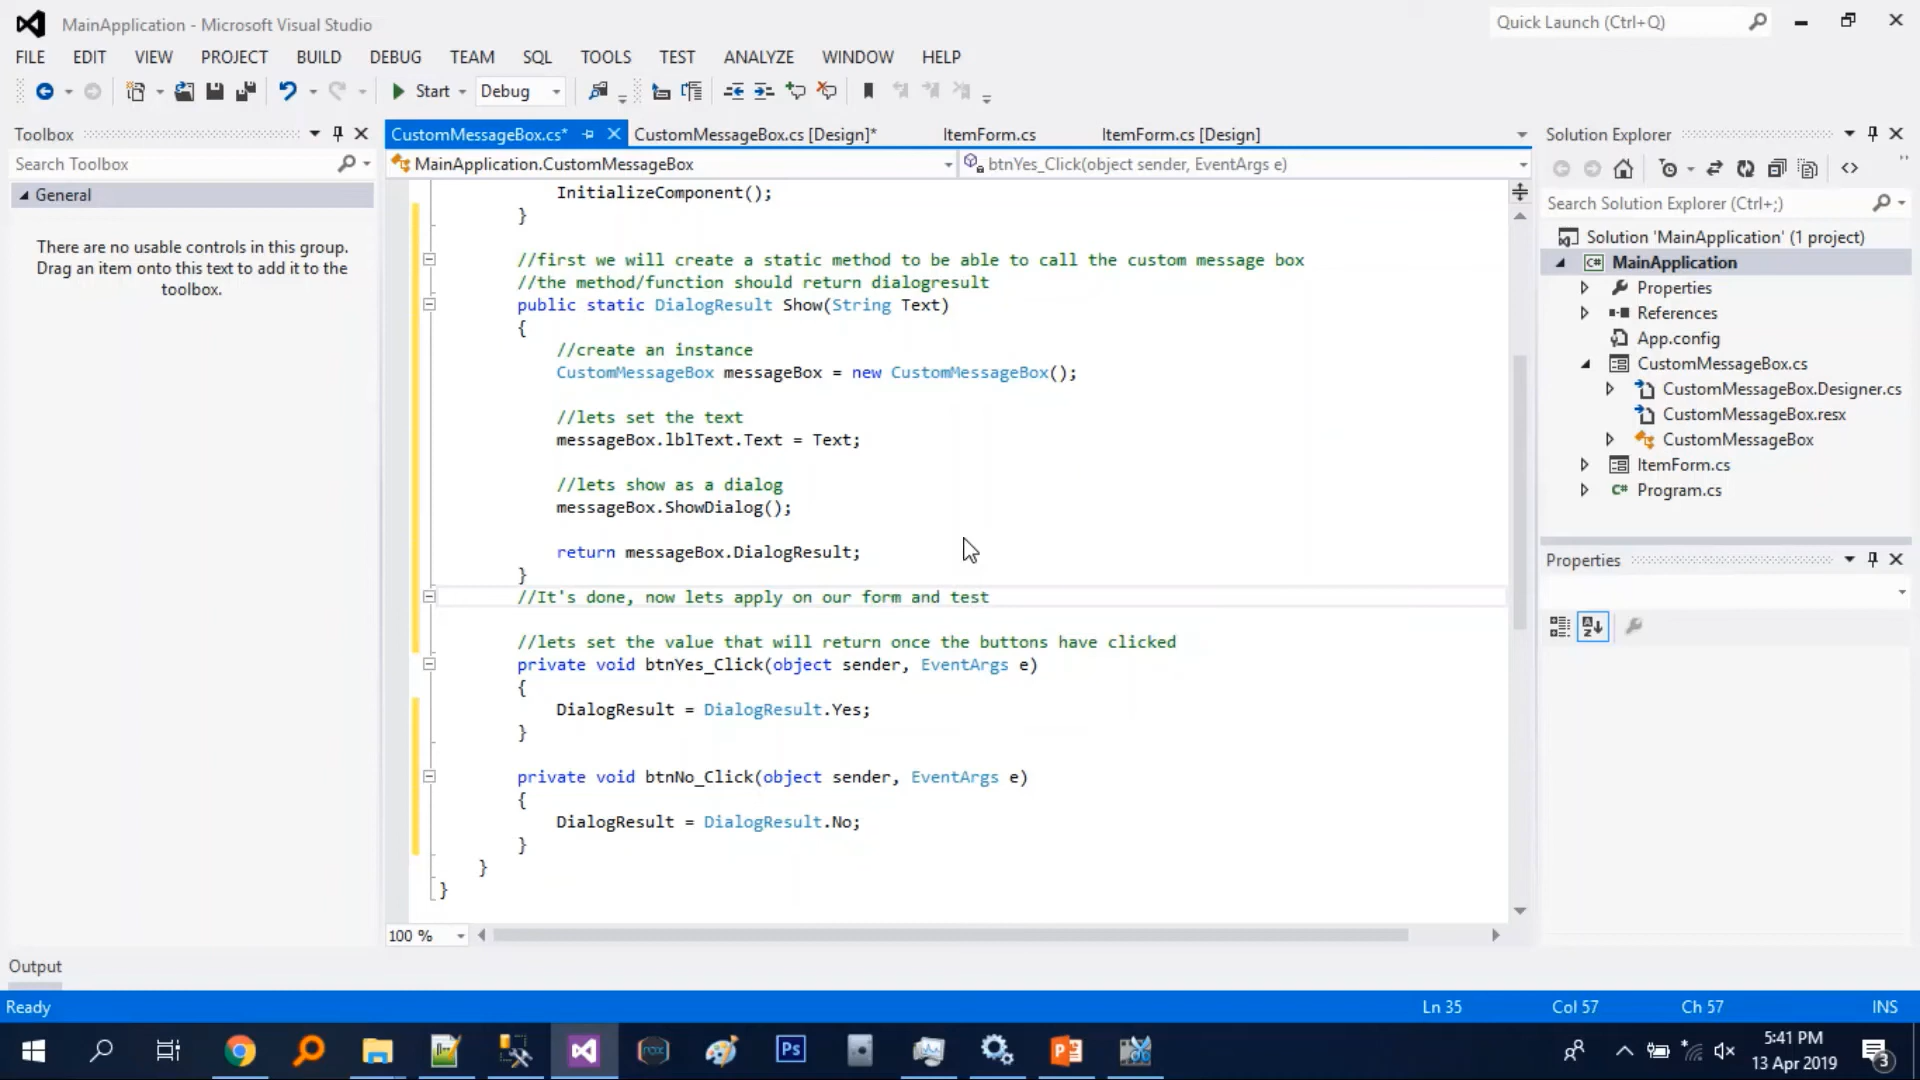 MainApplication - Microsoft Visual Studio
Quick Launch (Ctrl+Q)
FILE EDIT VIEW PROJECT BUILD DEBUG TEAM SQL TOOLS TEST ANALYZE WINDOW HELP
Start Debug
Toolbox
Search Toolbox
General
There are no usable controls in this group.
Drag an item onto this text to add it to the
toolbox.
CustomMessageBox.cs* CustomMessageBox.cs [Design]* ItemForm.cs ItemForm.cs [Design]
MainApplication.CustomMessageBox btnYes_Click(object sender, EventArgs e)
InitializeComponent();
}
//first we will create a static method to be able to call the custom message box
//the method/function should return dialogresult
public static DialogResult Show(String Text)
{
//create an instance
CustomMessageBox messageBox = new CustomMessageBox();
//lets set the text
messageBox.lblText.Text = Text;
//lets show as a dialog
messageBox.ShowDialog();
return messageBox.DialogResult;
}
//It's done, now lets apply on our form and test
//lets set the value that will return once the buttons have clicked
private void btnYes_Click(object sender, EventArgs e)
{
DialogResult = DialogResult.Yes;
}
private void btnNo_Click(object sender, EventArgs e)
{
DialogResult = DialogResult.No;
}
}
}
100 %
Solution Explorer
Search Solution Explorer (Ctrl+;)
Solution 'MainApplication' (1 project)
C# MainApplication
Properties
References
App.config
CustomMessageBox.cs
CustomMessageBox.Designer.cs
CustomMessageBox.resx
CustomMessageBox
ItemForm.cs
C# Program.cs
Properties
Output
Ready Ln 35 Col 57 Ch 57 INS
Ps
5:41 PM
13 Apr 2019
3